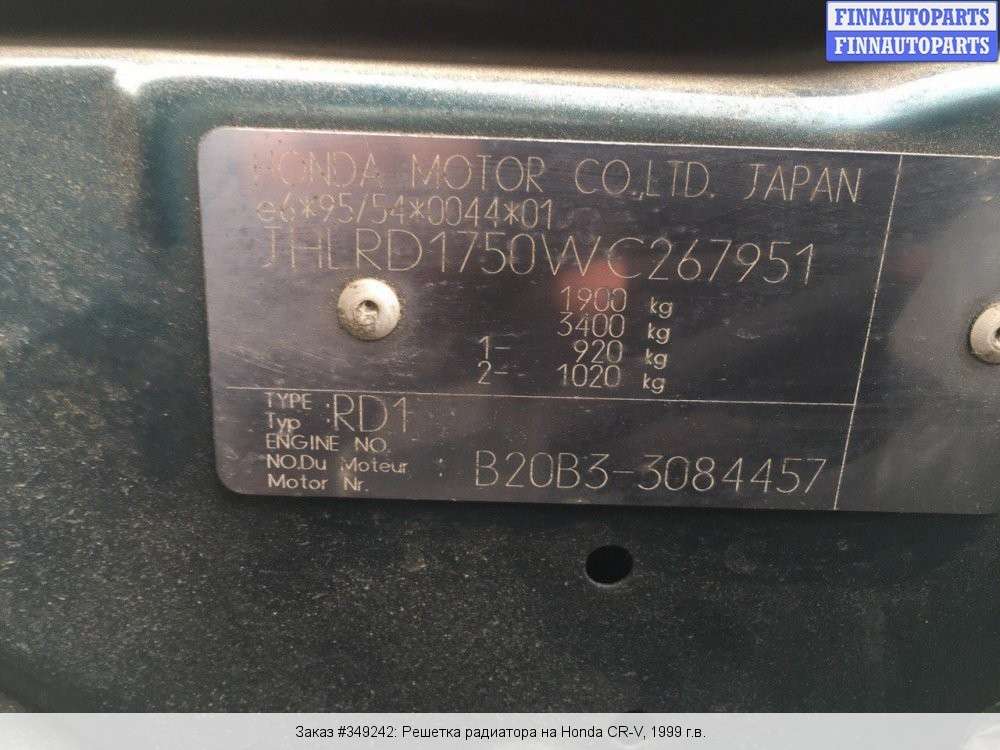 FINNAUTOPARTS
FINNAUTOPARTS
HONDA MOTOR CO.,LTD. JAPAN
e6*95/54*0044*01
JHLRD1750WC267951
1900 kg
3400 kg
1- 920 kg
2- 1020 kg
TYPE
Typ : RD1
ENGINE NO.
NO.Du Moteur : B20B3-3084457
Motor Nr.
Заказ #349242: Решетка радиатора на Honda CR-V, 1999 г.в.